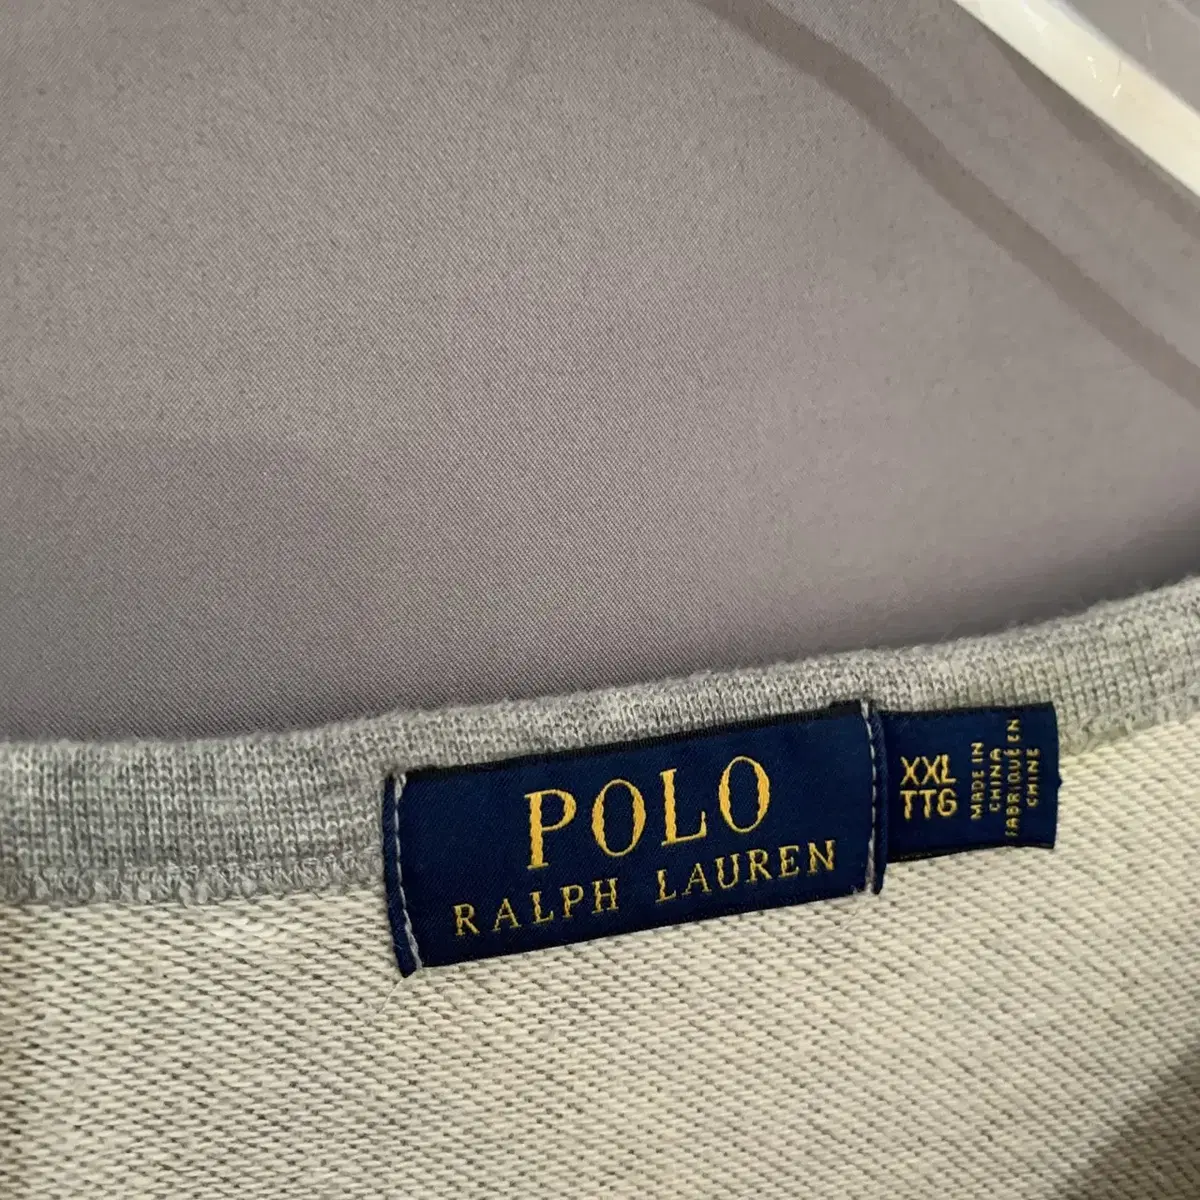 POLO
RALPH LAUREN
XXL
TTG
MADE IN
CHINA
FABRIQUÉ EN
CHINE